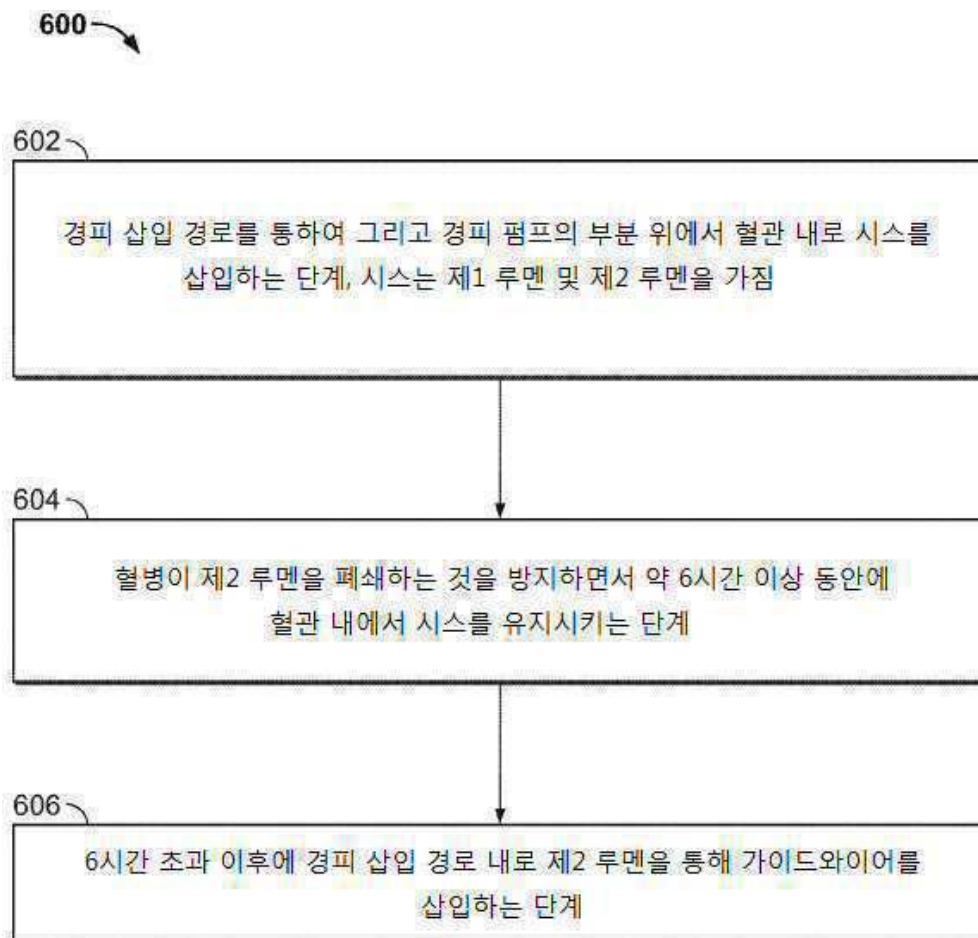 600
602
경피 삽입 경로를 통하여 그리고 경피 펌프의 부분 위에서 혈관 내로 시스를
삽입하는 단계, 시스는 제1 루멘 및 제2 루멘을 가짐
604
혈병이 제2 루멘을 폐쇄하는 것을 방지하면서 약 6시간 이상 동안에
혈관 내에서 시스를 유지시키는 단계
606
6시간 초과 이후에 경피 삽입 경로 내로 제2 루멘을 통해 가이드와이어를
삽입하는 단계